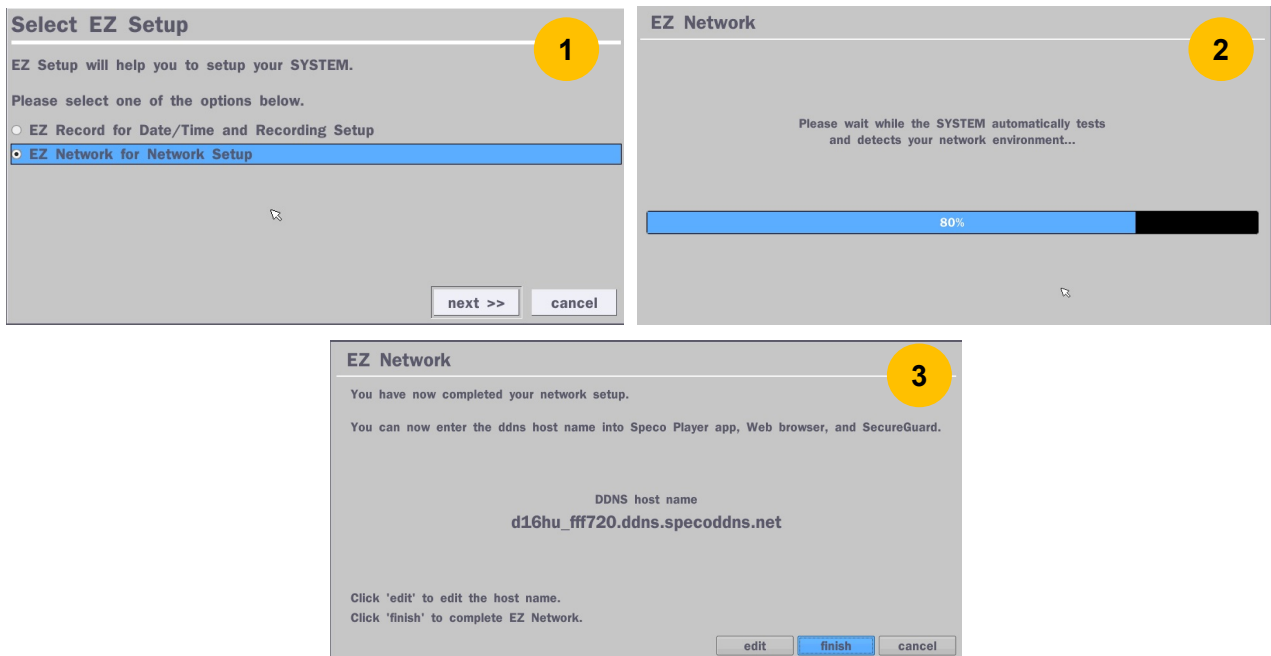 Select EZ Setup
1
EZ Setup will help you to setup your SYSTEM.
Please select one of the options below.
EZ Record for Date/Time and Recording Setup
EZ Network for Network Setup
next >>
cancel
EZ Network
2
Please wait while the SYSTEM automatically tests
and detects your network environment...
80%
EZ Network
3
You have now completed your network setup.
You can now enter the ddns host name into Speco Player app, Web browser, and SecureGuard.
DDNS host name
d16hu_fff720.ddns.specoddns.net
Click 'edit' to edit the host name.
Click 'finish' to complete EZ Network.
edit
finish
cancel